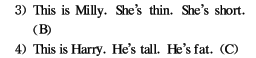 3) This is Milly. She's thin. She's short.
(B)
4) This is Harry. He's tall. He's fat. (C)